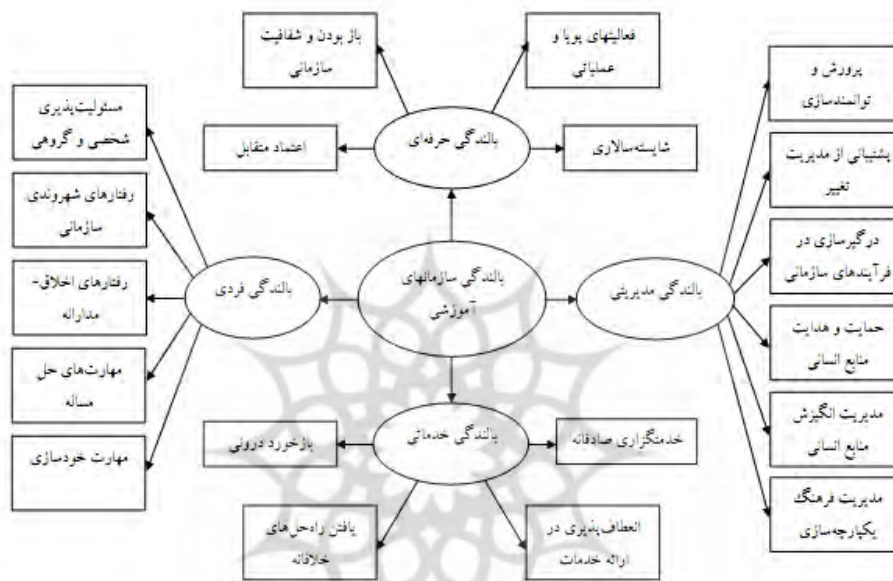 باز بودن و شفافیت
سازمانی
فعالیتهای پویا و
عملیاتی
پرورش و
توانمندسازی
مسئولیت‌پذیری
شخصی و گروهی
بالندگی حرفه‌ای
اعتماد متقابل
شایسته‌سالاری
پشتیبانی از مدیریت
تغییر
رفتارهای شهروندی
سازمانی
درگیرسازی در
فرآیندهای سازمانی
بالندگی سازمانهای
آموزشی
بالندگی مدیریتی
بالندگی فردی
رفتارهای اخلاق-
مدارانه
حمایت و هدایت
منابع انسانی
مهارت‌های حل
مساله
مدیریت انگیزش
منابع انسانی
بالندگی خدماتی
خدمتگزاری صادقانه
بازخورد درونی
مهارت خودسازی
مدیریت فرهنگ
یکپارچه‌سازی
انعطاف‌پذیری در
ارائه خدمات
یافتن راه‌حل‌های
خلاقانه